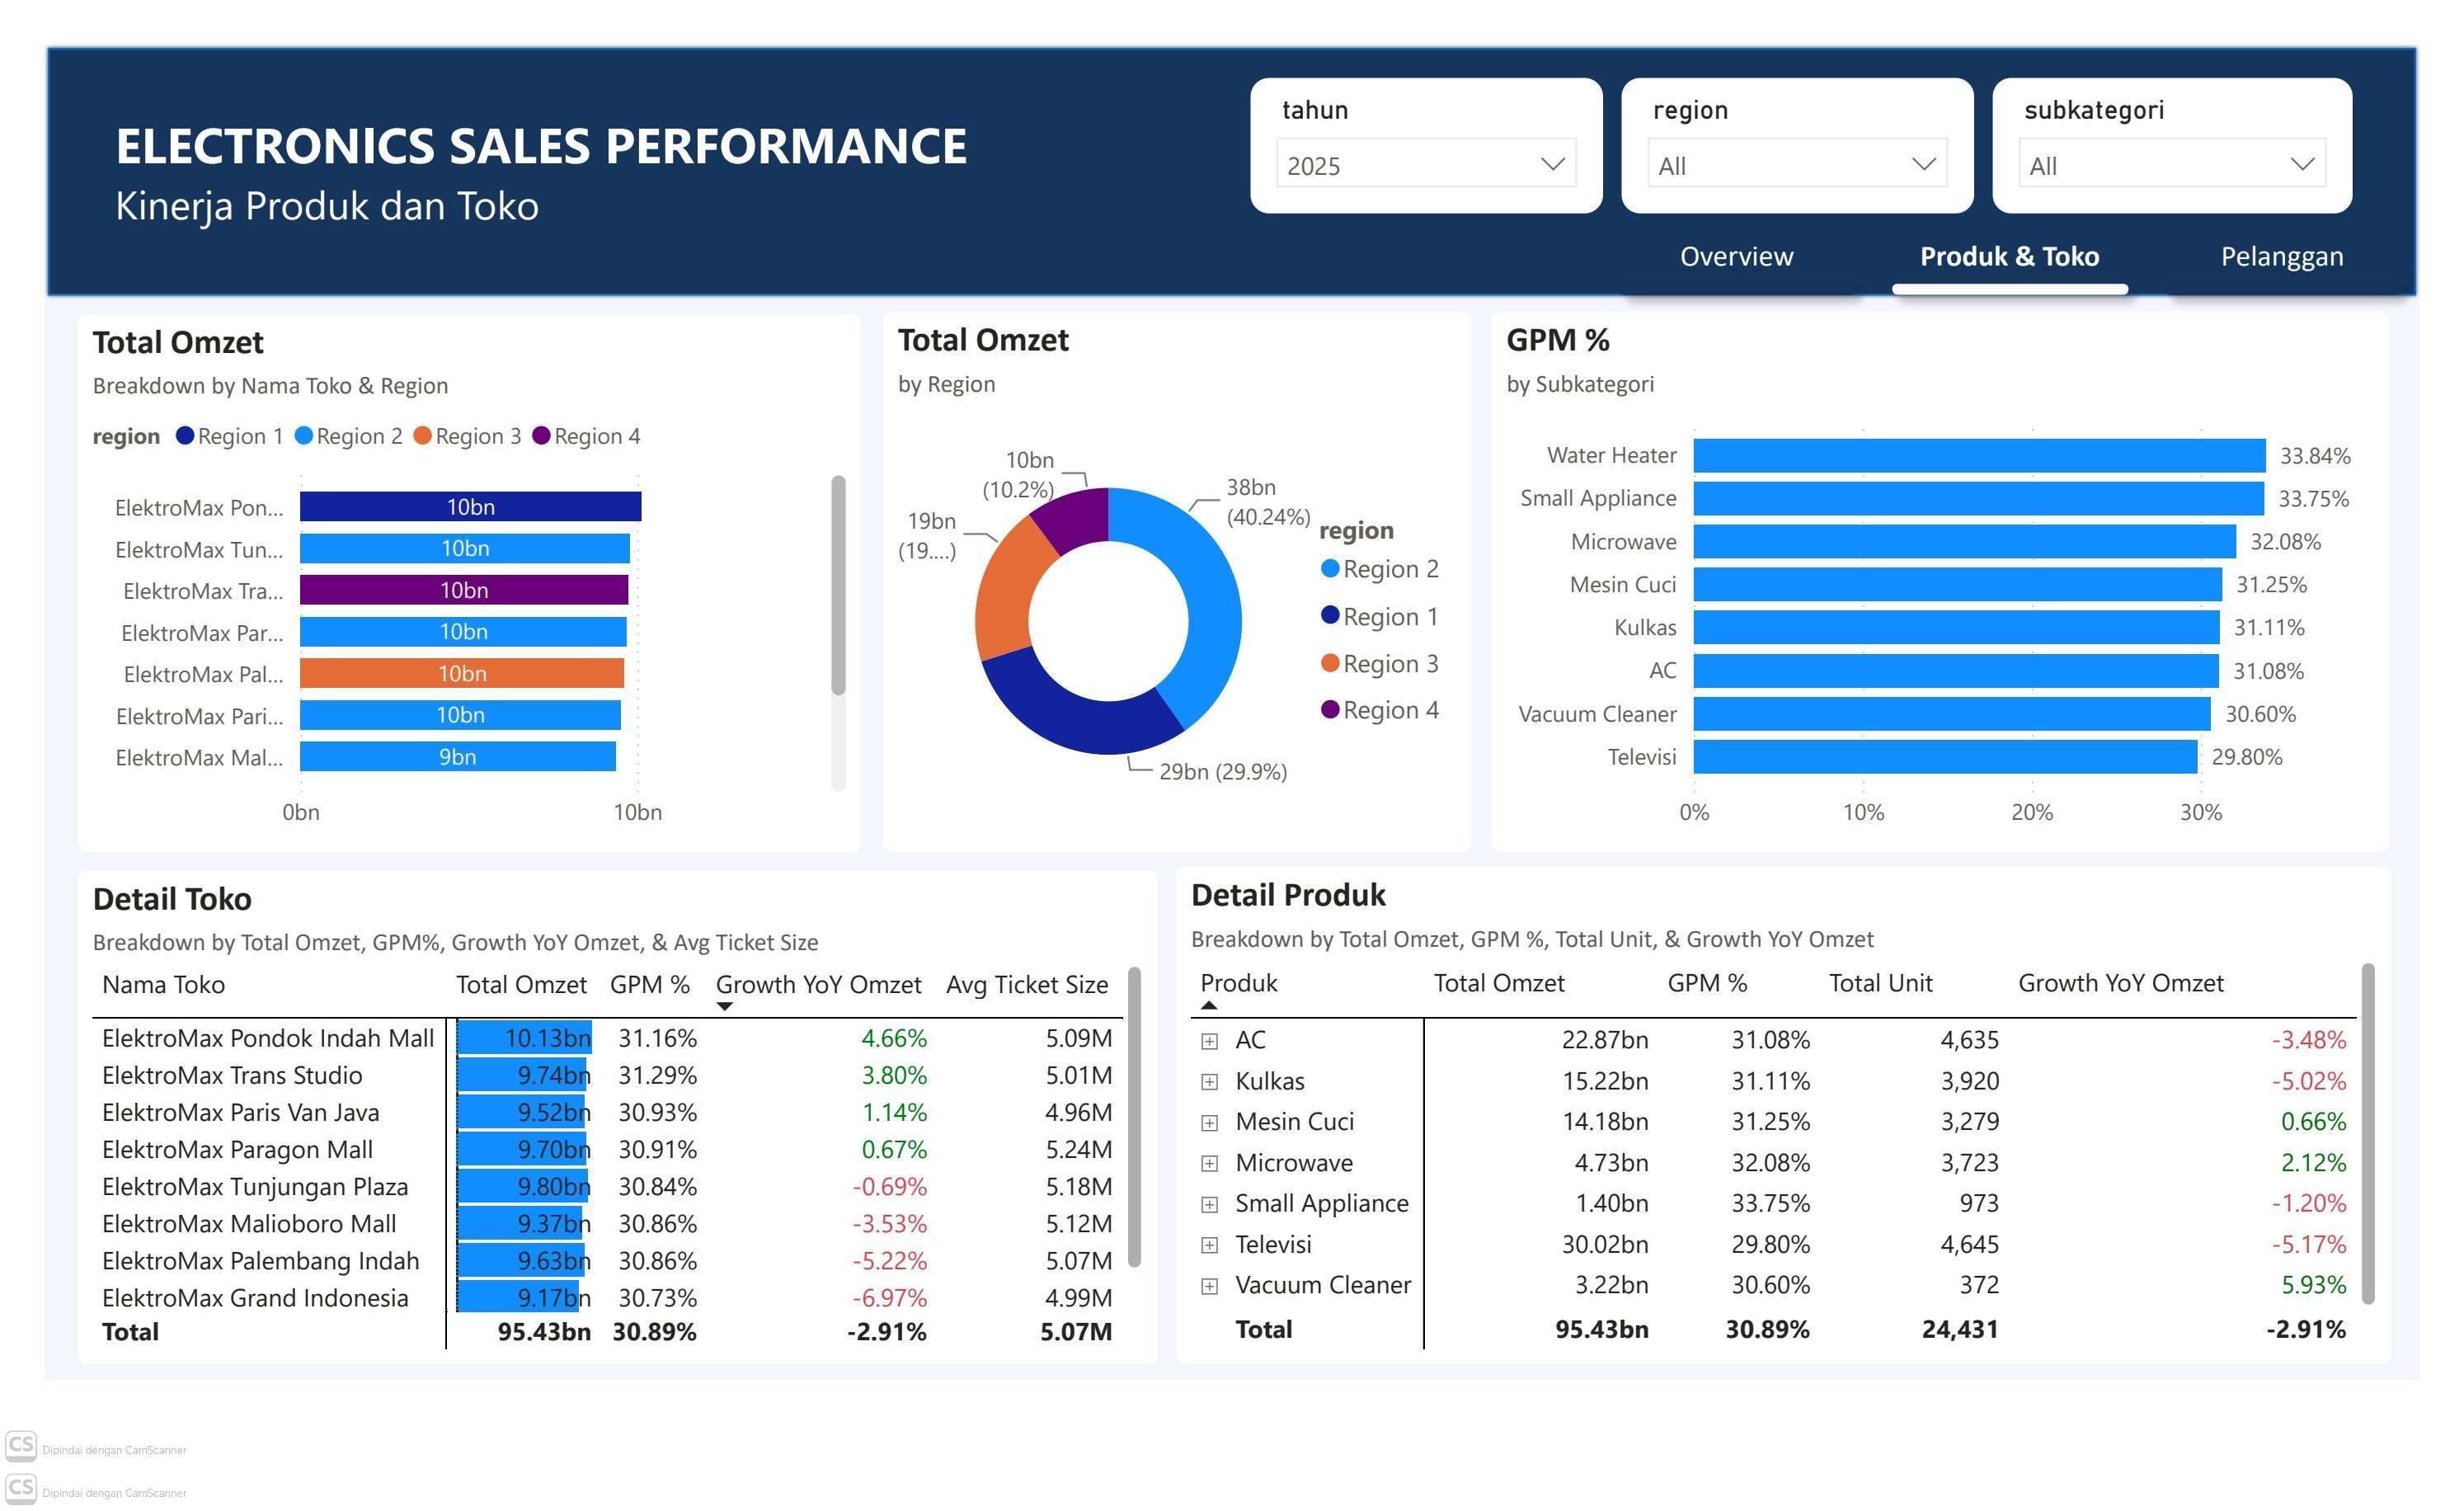 ELECTRONICS SALES PERFORMANCE
Kinerja Produk dan Toko
tahun
2025
region
All
subkategori
All
Overview
Produk & Toko
Pelanggan
Total Omzet
Breakdown by Nama Toko & Region
region Region 1 Region 2 Region 3 Region 4
ElektroMax Pon... 10bn
ElektroMax Tun... 10bn
ElektroMax Tra... 10bn
ElektroMax Par... 10bn
ElektroMax Pal... 10bn
ElektroMax Pari... 10bn
ElektroMax Mal... 9bn
0bn 10bn
Total Omzet
by Region
10bn
(10.2%)
38bn
(40.24%)
19bn
(19....)
29bn (29.9%)
region
Region 2
Region 1
Region 3
Region 4
GPM %
by Subkategori
Water Heater 33.84%
Small Appliance 33.75%
Microwave 32.08%
Mesin Cuci 31.25%
Kulkas 31.11%
AC 31.08%
Vacuum Cleaner 30.60%
Televisi 29.80%
0% 10% 20% 30%
Detail Toko
Breakdown by Total Omzet, GPM%, Growth YoY Omzet, & Avg Ticket Size
Nama Toko Total Omzet GPM % Growth YoY Omzet Avg Ticket Size
ElektroMax Pondok Indah Mall 10.13bn 31.16% 4.66% 5.09M
ElektroMax Trans Studio 9.74bn 31.29% 3.80% 5.01M
ElektroMax Paris Van Java 9.52bn 30.93% 1.14% 4.96M
ElektroMax Paragon Mall 9.70bn 30.91% 0.67% 5.24M
ElektroMax Tunjungan Plaza 9.80bn 30.84% -0.69% 5.18M
ElektroMax Malioboro Mall 9.37bn 30.86% -3.53% 5.12M
ElektroMax Palembang Indah 9.63bn 30.86% -5.22% 5.07M
ElektroMax Grand Indonesia 9.17bn 30.73% -6.97% 4.99M
Total 95.43bn 30.89% -2.91% 5.07M
Detail Produk
Breakdown by Total Omzet, GPM %, Total Unit, & Growth YoY Omzet
Produk Total Omzet GPM % Total Unit Growth YoY Omzet
AC 22.87bn 31.08% 4,635 -3.48%
Kulkas 15.22bn 31.11% 3,920 -5.02%
Mesin Cuci 14.18bn 31.25% 3,279 0.66%
Microwave 4.73bn 32.08% 3,723 2.12%
Small Appliance 1.40bn 33.75% 973 -1.20%
Televisi 30.02bn 29.80% 4,645 -5.17%
Vacuum Cleaner 3.22bn 30.60% 372 5.93%
Total 95.43bn 30.89% 24,431 -2.91%
CS Dipindai dengan CamScanner
CS Dipindai dengan CamScanner